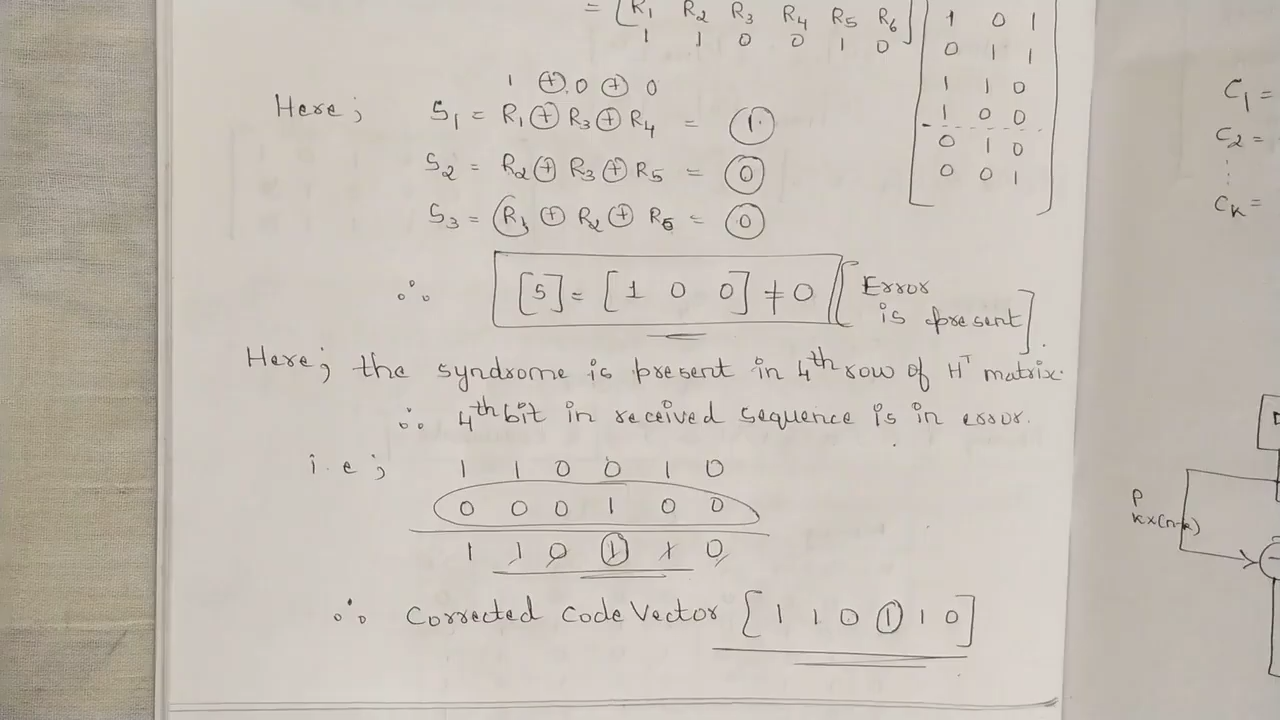 = [R1 R2 R3 R4 R5 R6]
1 1 0 0 1 0
1 0 1
0 1 1
1 1 0
1 0 0
0 1 0
0 0 1
1 ⊕ 0 ⊕ 0
Here; S1 = R1 ⊕ R3 ⊕ R4 = 1
S2 = R2 ⊕ R3 ⊕ R5 = 0
S3 = R1 ⊕ R2 ⊕ R6 = 0
∴ [S] = [1 0 0] ≠ 0 [Error
is present].
Here; the syndrome is present in 4th row of H^T matrix.
∴ 4th bit in received sequence is in error.
i.e; 1 1 0 0 1 0
0 0 0 1 0 0
1 1 0 1 1 0
∴ Corrected Code Vector [1 1 0 1 1 0]
C1 =
C2 =
⋮
CK =
P
K×(n-k)